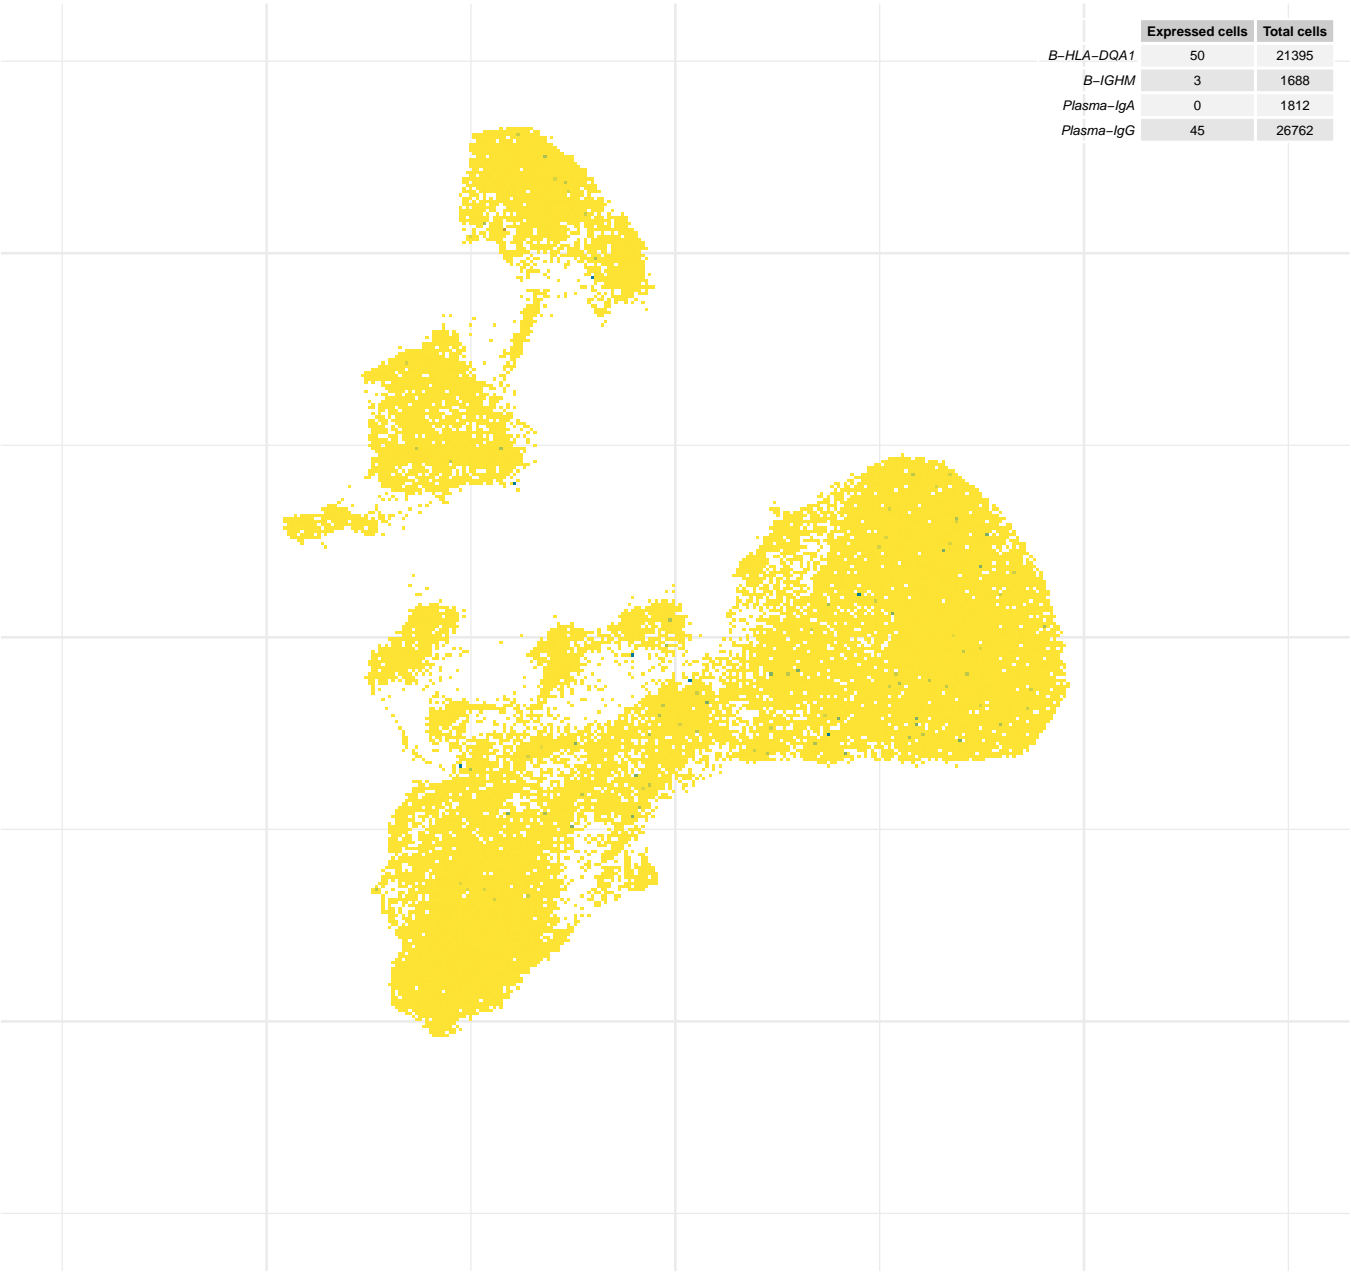 Expressed cells Total cells
B−HLA−DQA1 50 21395
B−IGHM 3 1688
Plasma−IgA 0 1812
Plasma−IgG 45 26762